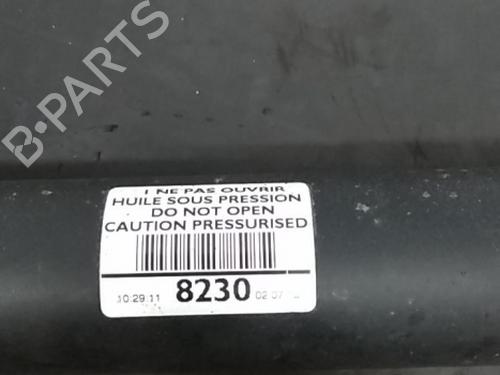 B-PARTS
NE PAS OUVRIR
HUILE SOUS PRESSION
DO NOT OPEN
CAUTION PRESSURISED
10:29:11 8230 02 07